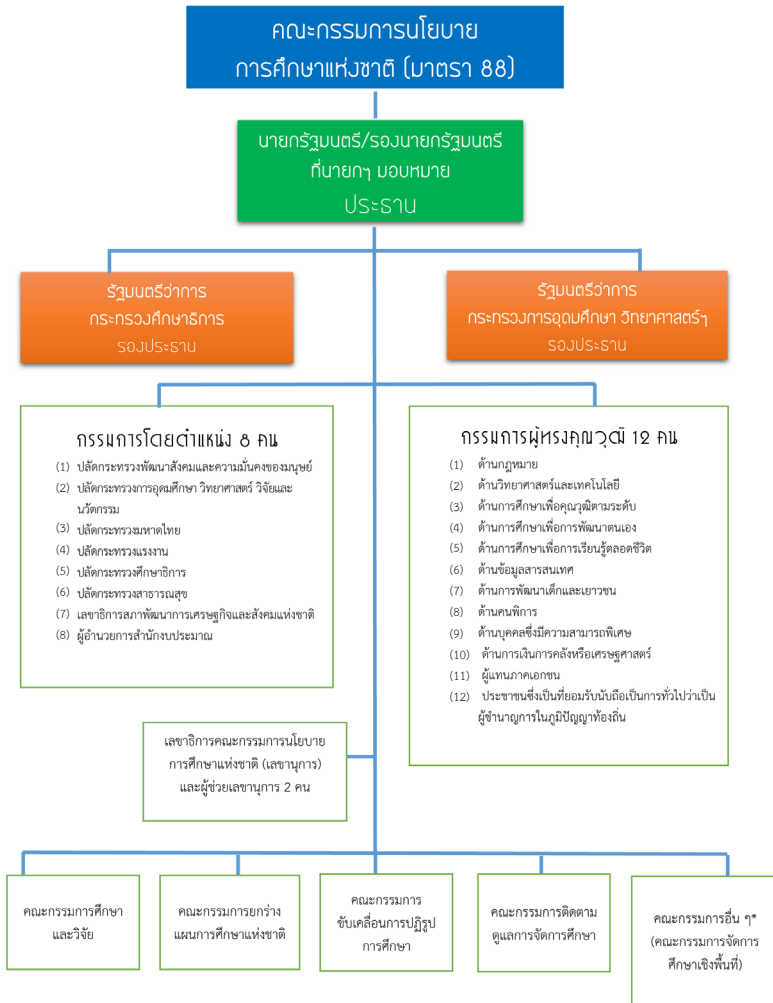 คณะกรรมการนโยบาย
การศึกษาแห่งชาติ (มาตรา 88)
นายกรัฐมนตรี/รองนายกรัฐมนตรี
ที่นายกฯ มอบหมาย
ประธาน
รัฐมนตรีว่าการ
กระทรวงศึกษาธิการ
รองประธาน
รัฐมนตรีว่าการ
กระทรวงการอุดมศึกษา วิทยาศาสตร์ฯ
รองประธาน
กรรมการโดยตำแหน่ง 8 คน
(1) ปลัดกระทรวงพัฒนาสังคมและความมั่นคงของมนุษย์
(2) ปลัดกระทรวงการอุดมศึกษา วิทยาศาสตร์ วิจัยและ
นวัตกรรม
(3) ปลัดกระทรวงมหาดไทย
(4) ปลัดกระทรวงแรงงาน
(5) ปลัดกระทรวงศึกษาธิการ
(6) ปลัดกระทรวงสาธารณสุข
(7) เลขาธิการสภาพัฒนาการเศรษฐกิจและสังคมแห่งชาติ
(8) ผู้อำนวยการสำนักงบประมาณ
กรรมการผู้ทรงคุณวุฒิ 12 คน
(1) ด้านกฎหมาย
(2) ด้านวิทยาศาสตร์และเทคโนโลยี
(3) ด้านการศึกษาเพื่อคุณวุฒิตามระดับ
(4) ด้านการศึกษาเพื่อการพัฒนาตนเอง
(5) ด้านการศึกษาเพื่อการเรียนรู้ตลอดชีวิต
(6) ด้านข้อมูลสารสนเทศ
(7) ด้านการพัฒนาเด็กและเยาวชน
(8) ด้านคนพิการ
(9) ด้านบุคคลซึ่งมีความสามารถพิเศษ
(10) ด้านการเงินการคลังหรือเศรษฐศาสตร์
(11) ผู้แทนภาคเอกชน
(12) ประชาชนซึ่งเป็นที่ยอมรับนับถือเป็นการทั่วไปว่าเป็น
ผู้ชำนาญการในภูมิปัญญาท้องถิ่น
เลขาธิการคณะกรรมการนโยบาย
การศึกษาแห่งชาติ (เลขานุการ)
และผู้ช่วยเลขานุการ 2 คน
คณะกรรมการศึกษา
และวิจัย
คณะกรรมการยกร่าง
แผนการศึกษาแห่งชาติ
คณะกรรมการ
ขับเคลื่อนการปฏิรูป
การศึกษา
คณะกรรมการติดตาม
ดูแลการจัดการศึกษา
คณะกรรมการอื่น ๆ*
(คณะกรรมการจัดการ
ศึกษาเชิงพื้นที่)